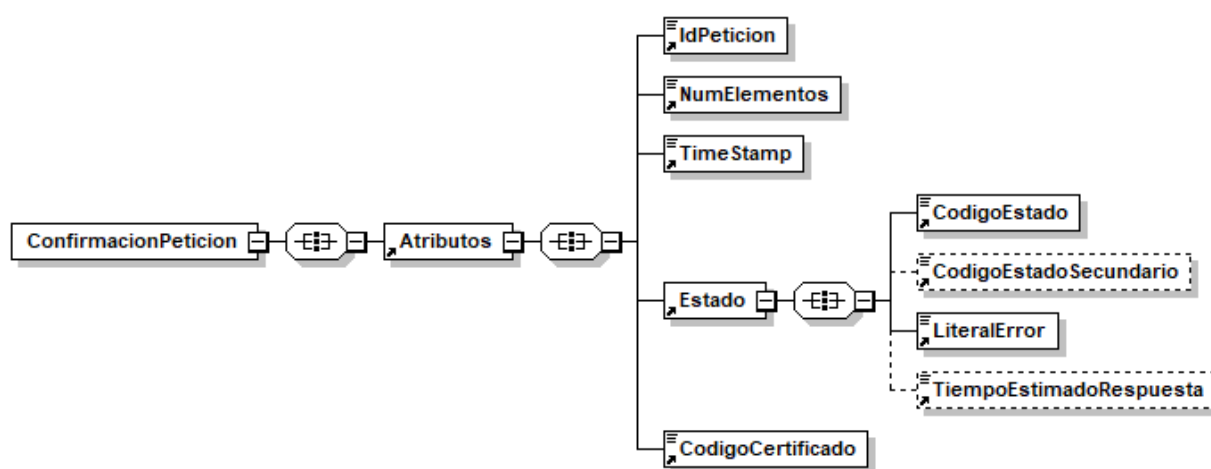 IdPeticion
NumElementos
TimeStamp
ConfirmacionPeticion
Atributos
Estado
CodigoEstado
CodigoEstadoSecundario
LiteralError
TiempoEstimadoRespuesta
CodigoCertificado